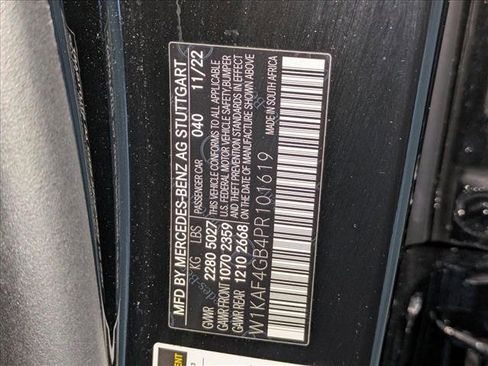 MFD BY MERCEDES-BENZ AG STUTTGART
PASSENGER CAR 040 11/22
KG LBS
GVWR 2280 5027
GAWR FRONT 1070 2359
GAWR REAR 1210 2668
THIS VEHICLE CONFORMS TO ALL APPLICABLE
U.S. FEDERAL MOTOR VEHICLE SAFETY, BUMPER
AND THEFT PREVENTION STANDARDS IN EFFECT
ON THE DATE OF MANUFACTURE SHOWN ABOVE
W1KAF4GB4PR101619
MADE IN SOUTH AFRICA